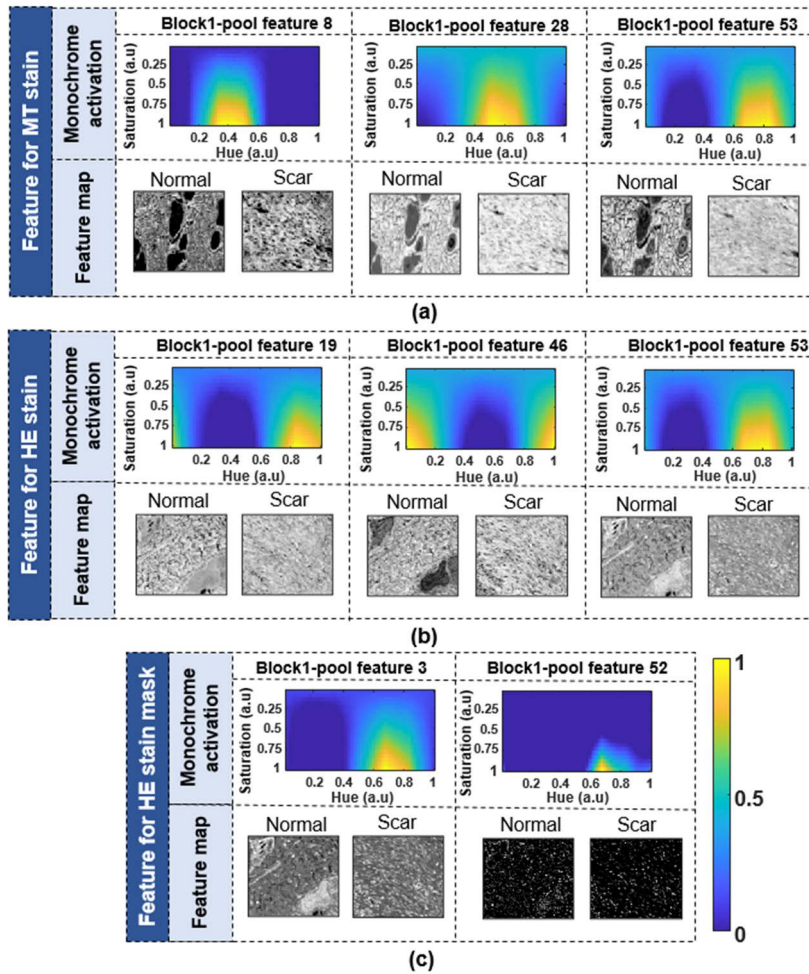 Feature for MT stain
Monochrome activation
Feature map
Block1-pool feature 8
Block1-pool feature 28
Block1-pool feature 53
Saturation (a.u)
0.25
0.5
0.75
1
0.2 0.4 0.6 0.8 1
Hue (a.u)
Saturation (a.u)
0.25
0.5
0.75
1
0.2 0.4 0.6 0.8 1
Hue (a.u)
Saturation (a.u)
0.25
0.5
0.75
1
0.2 0.4 0.6 0.8 1
Hue (a.u)
Normal Scar
Normal Scar
Normal Scar
(a)
Feature for HE stain
Monochrome activation
Feature map
Block1-pool feature 19
Block1-pool feature 46
Block1-pool feature 53
Saturation (a.u)
0.25
0.5
0.75
1
0.2 0.4 0.6 0.8 1
Hue (a.u)
Saturation (a.u)
0.25
0.5
0.75
1
0.2 0.4 0.6 0.8 1
Hue (a.u)
Saturation (a.u)
0.25
0.5
0.75
1
0.2 0.4 0.6 0.8 1
Hue (a.u)
Normal Scar
Normal Scar
Normal Scar
(b)
Feature for HE stain mask
Monochrome activation
Feature map
Block1-pool feature 3
Block1-pool feature 52
Saturation (a.u)
0.25
0.5
0.75
1
0.2 0.4 0.6 0.8 1
Hue (a.u)
Saturation (a.u)
0.25
0.5
0.75
1
0.2 0.4 0.6 0.8 1
Hue (a.u)
Normal Scar
Normal Scar
1
0.5
0
(c)